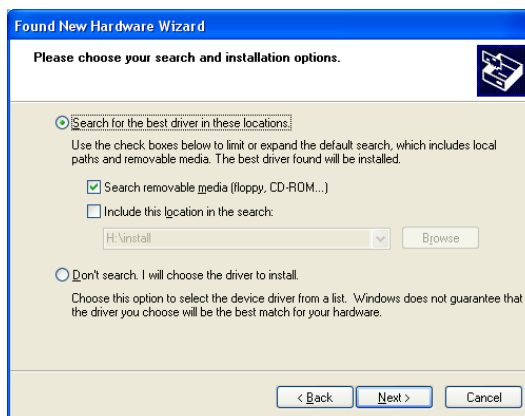 Found New Hardware Wizard
Please choose your search and installation options.
Search for the best driver in these locations.
Use the check boxes below to limit or expand the default search, which includes local
paths and removable media. The best driver found will be installed.
Search removable media (floppy, CD-ROM...)
Include this location in the search:
H:\install
Browse
Don't search. I will choose the driver to install.
Choose this option to select the device driver from a list. Windows does not guarantee that
the driver you choose will be the best match for your hardware.
< Back Next > Cancel